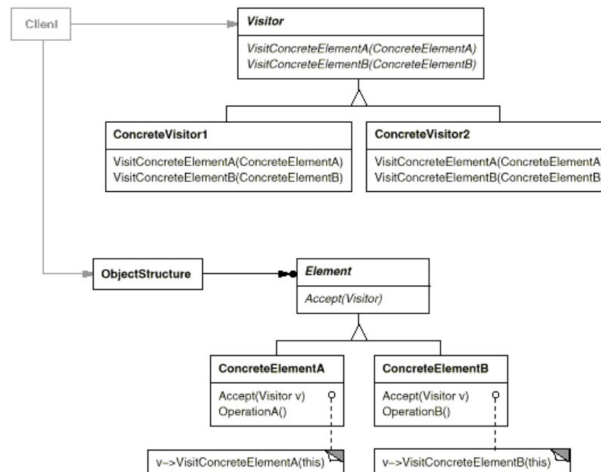 Client
Visitor
VisitConcreteElementA(ConcreteElementA)
VisitConcreteElementB(ConcreteElementB)
ConcreteVisitor1
ConcreteVisitor2
VisitConcreteElementA(ConcreteElementA)
VisitConcreteElementA(ConcreteElementA
VisitConcreteElementB(ConcreteElementB)
VisitConcreteElementB(ConcreteElementB
ObjectStructure
Element
Accept(Visitor)
ConcreteElementA
ConcreteElementB
Accept(Visitor v)
Accept(Visitor v)
OperationA()
OperationB()
v->VisitConcreteElementA(this)
v->VisitConcreteElementB(this)